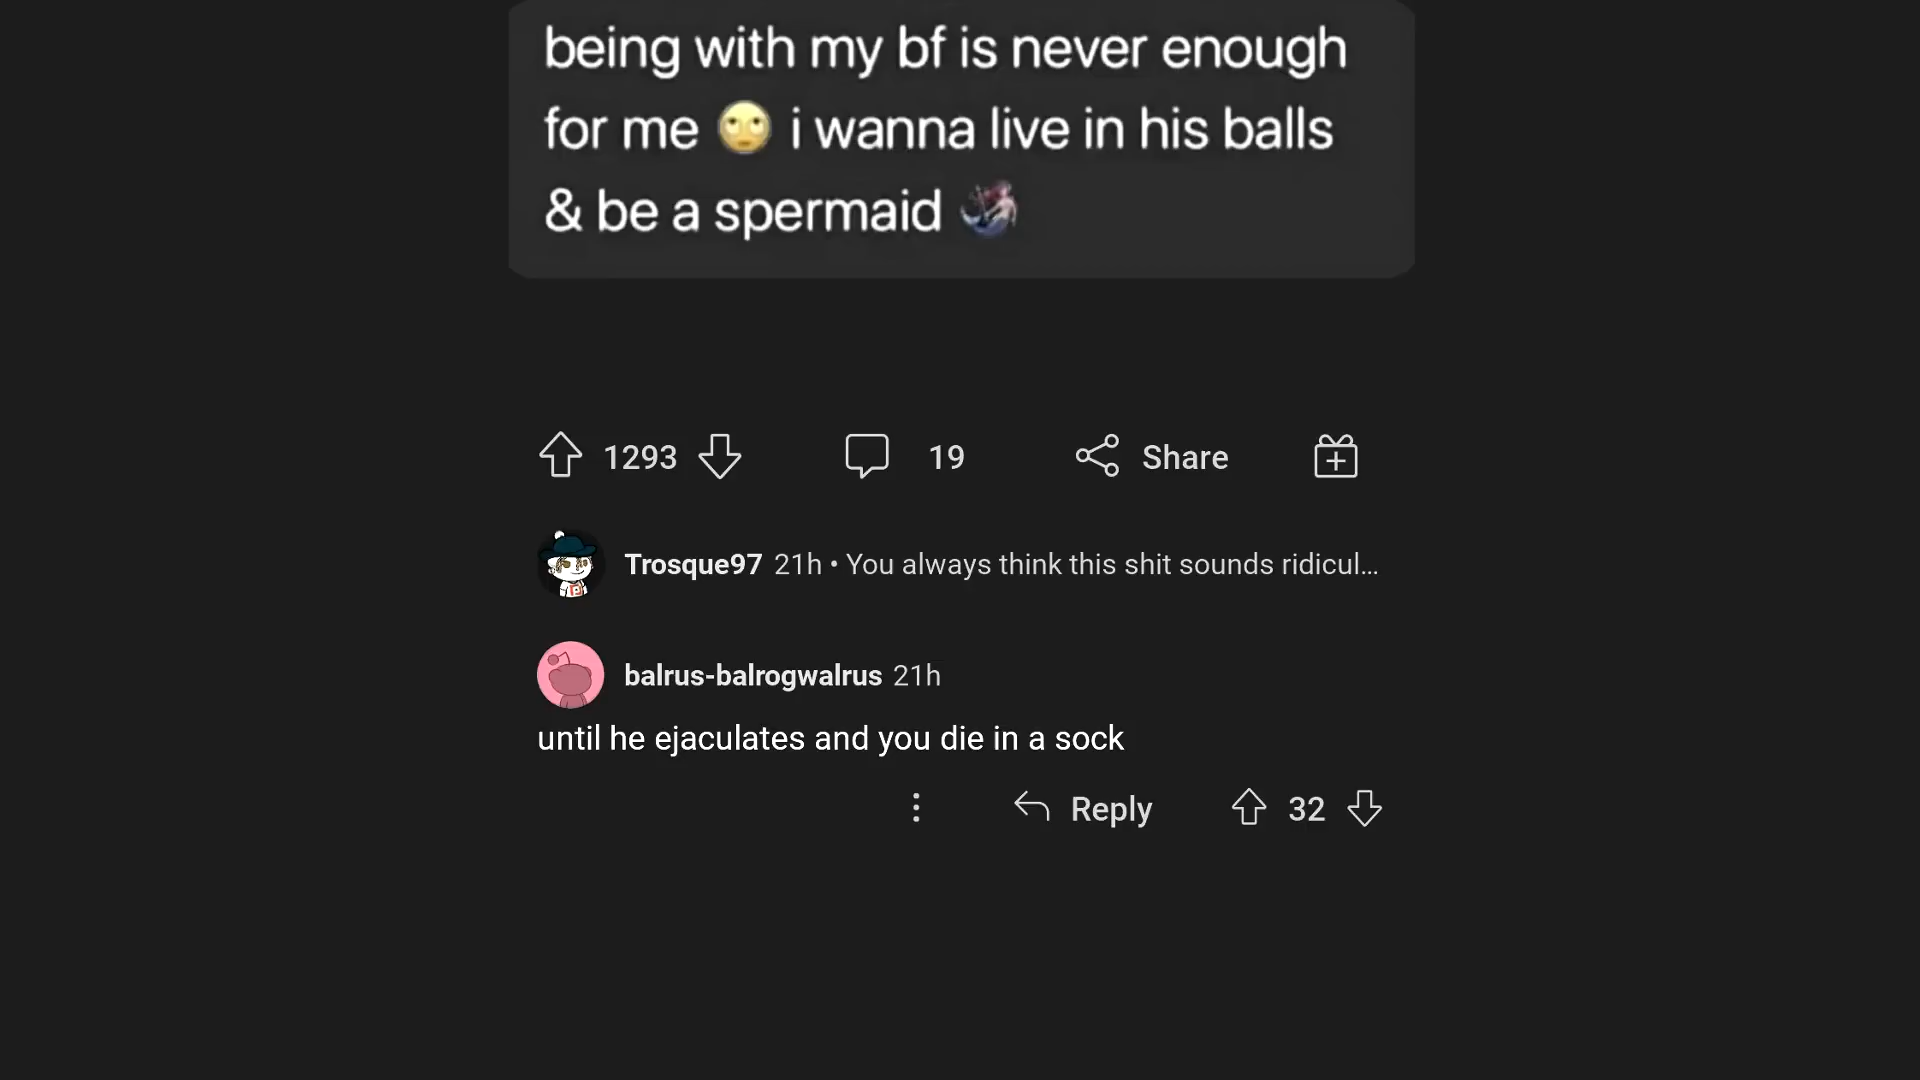 being with my bf is never enough
for me 🙄 i wanna live in his balls
& be a spermaid 🧜‍♀️
1293
19
Share
Trosque97 21h • You always think this shit sounds ridicul...
balrus-balrogwalrus 21h
until he ejaculates and you die in a sock
Reply
32